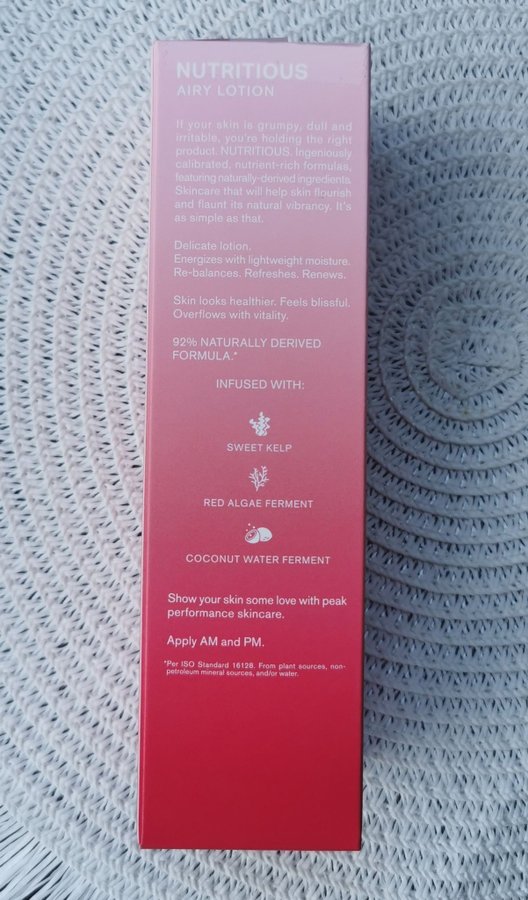 NUTRITIOUS
AIRY LOTION
If your skin is grumpy, dull and
irritable, you're holding the right
product. NUTRITIOUS. Ingeniously
calibrated, nutrient-rich formulas,
featuring naturally-derived ingredients.
Skincare that will help skin flourish
and flaunt its natural vibrancy. It's
as simple as that.
Delicate lotion.
Energizes with lightweight moisture.
Re-balances. Refreshes. Renews.
Skin looks healthier. Feels blissful.
Overflows with vitality.
92% NATURALLY DERIVED
FORMULA.*
INFUSED WITH:
SWEET KELP
RED ALGAE FERMENT
COCONUT WATER FERMENT
Show your skin some love with peak
performance skincare.
Apply AM and PM.
*Per ISO Standard 16128. From plant sources, non-
petroleum mineral sources, and/or water.